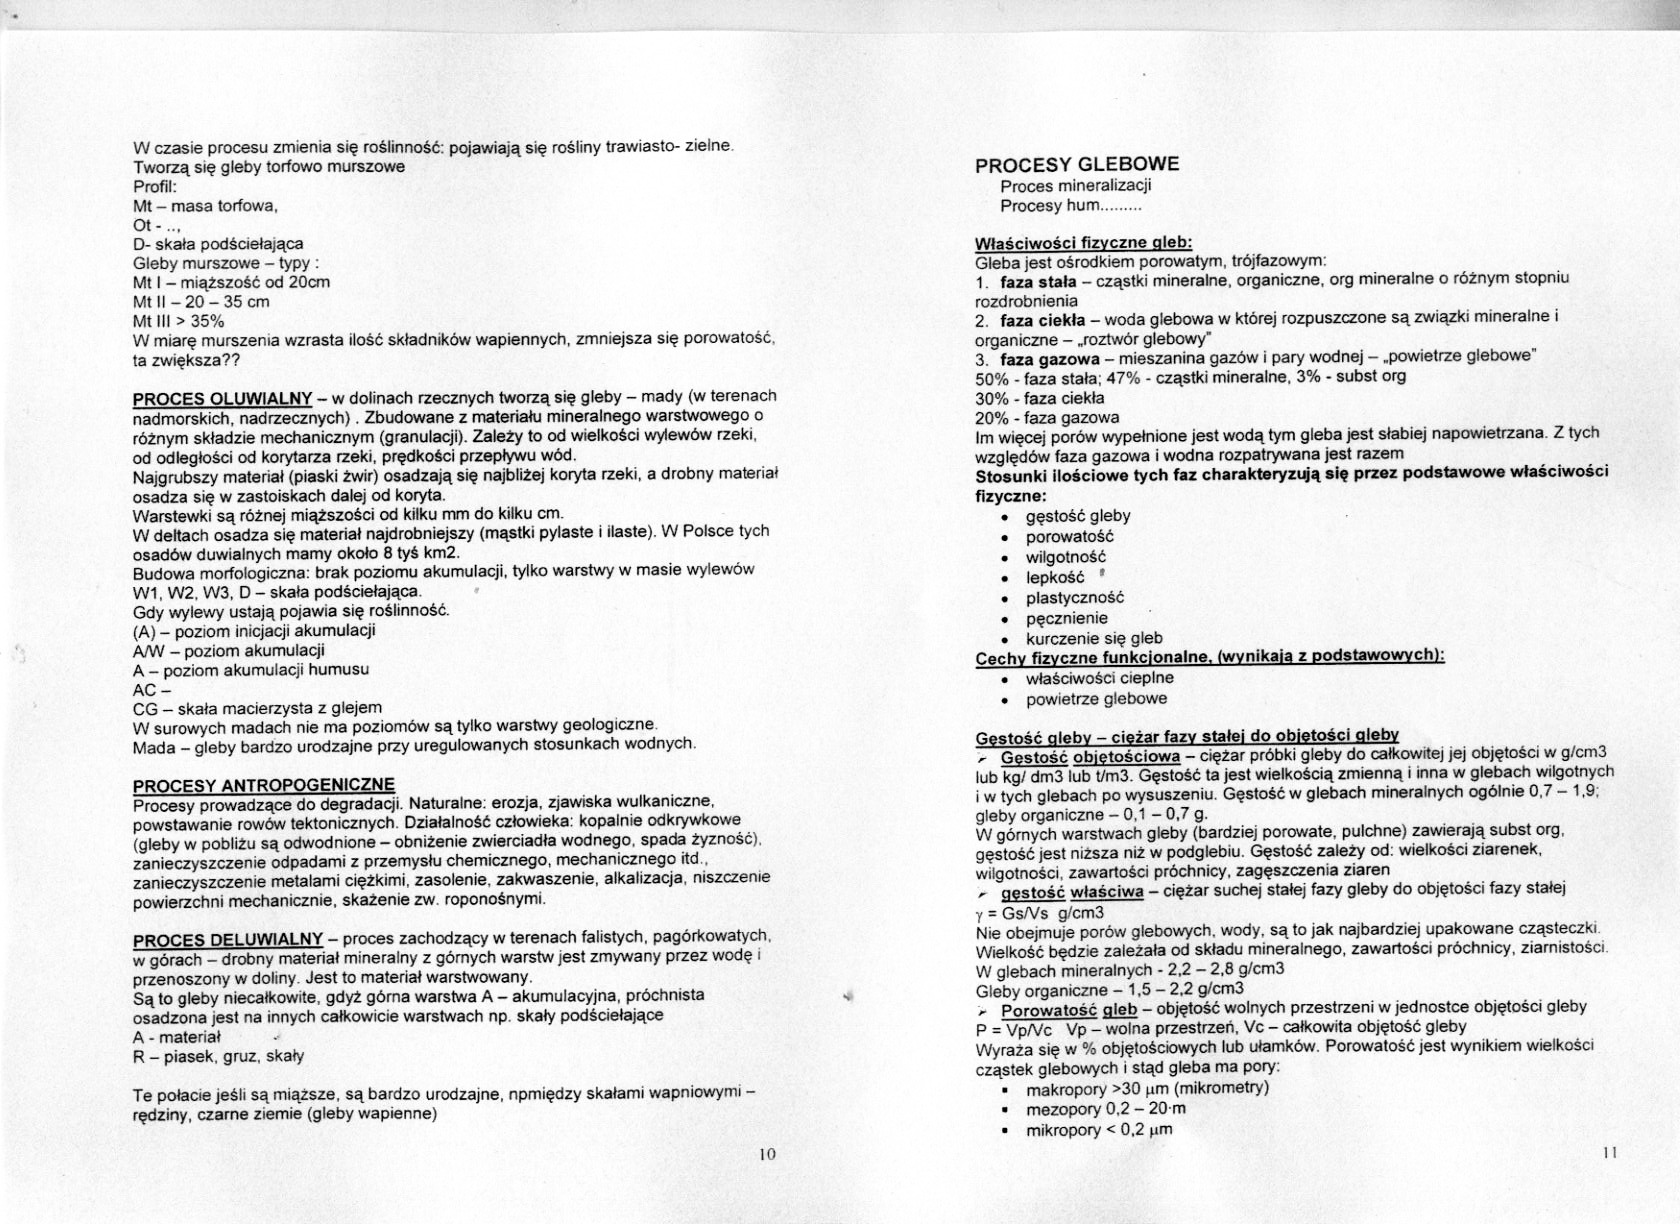 W czasie procesu zmienia się roślinność: pojawiają się rośliny trawiasto- zielne.
Tworzą się gleby torfowo murszowe
Profil:
Mt – masa torfowa,
Ot - ..,
D- skała podścielająca
Gleby murszowe – typy :
Mt I – miąższość od 20cm
Mt II – 20 – 35 cm
Mt III > 35%
W miarę murszenia wzrasta ilość składników wapiennych, zmniejsza się porowatość,
ta zwiększa??
PROCES OLUWIALNY – w dolinach rzecznych tworzą się gleby – mady (w terenach
nadmorskich, nadrzecznych) . Zbudowane z materiału mineralnego warstwowego o
różnym składzie mechanicznym (granulacji). Zależy to od wielkości wylewów rzeki,
od odległości od korytarza rzeki, prędkości przepływu wód.
Najgrubszy materiał (piaski żwir) osadzają się najbliżej koryta rzeki, a drobny materiał
osadza się w zastoiskach dalej od koryta.
Warstewki są różnej miąższości od kilku mm do kilku cm.
W deltach osadza się materiał najdrobniejszy (mąstki pylaste i ilaste). W Polsce tych
osadów duwialnych mamy około 8 tyś km2.
Budowa morfologiczna: brak poziomu akumulacji, tylko warstwy w masie wylewów
W1, W2, W3, D – skała podścielająca.
Gdy wylewy ustają pojawia się roślinność.
(A) – poziom inicjacji akumulacji
A/W – poziom akumulacji
A – poziom akumulacji humusu
AC –
CG – skała macierzysta z glejem
W surowych madach nie ma poziomów są tylko warstwy geologiczne.
Mada – gleby bardzo urodzajne przy uregulowanych stosunkach wodnych.
PROCESY ANTROPOGENICZNE
Procesy prowadzące do degradacji. Naturalne: erozja, zjawiska wulkaniczne,
powstawanie rowów tektonicznych. Działalność człowieka: kopalnie odkrywkowe
(gleby w pobliżu są odwodnione – obniżenie zwierciadła wodnego, spada żyzność),
zanieczyszczenie odpadami z przemysłu chemicznego, mechanicznego itd.,
zanieczyszczenie metalami ciężkimi, zasolenie, zakwaszenie, alkalizacja, niszczenie
powierzchni mechanicznie, skażenie zw. roponośnymi.
PROCES DELUWIALNY – proces zachodzący w terenach falistych, pagórkowatych,
w górach – drobny materiał mineralny z górnych warstw jest zmywany przez wodę i
przenoszony w doliny. Jest to materiał warstwowany.
Są to gleby niecałkowite, gdyż górna warstwa A – akumulacyjna, próchnista
osadzona jest na innych całkowicie warstwach np. skały podścielające
A - materiał
R – piasek, gruz, skały
Te połacie jeśli są miąższe, są bardzo urodzajne, npmiędzy skałami wapniowymi –
rędziny, czarne ziemie (gleby wapienne)
10
PROCESY GLEBOWE
Proces mineralizacji
Procesy hum.........
Właściwości fizyczne gleb:
Gleba jest ośrodkiem porowatym, trójfazowym:
1. faza stała – cząstki mineralne, organiczne, org mineralne o różnym stopniu
rozdrobnienia
2. faza ciekła – woda glebowa w której rozpuszczone są związki mineralne i
organiczne – „roztwór glebowy"
3. faza gazowa – mieszanina gazów i pary wodnej – „powietrze glebowe"
50% - faza stała; 47% - cząstki mineralne, 3% - subst org
30% - faza ciekła
20% - faza gazowa
Im więcej porów wypełnione jest wodą tym gleba jest słabiej napowietrzana. Z tych
względów faza gazowa i wodna rozpatrywana jest razem
Stosunki ilościowe tych faz charakteryzują się przez podstawowe właściwości
fizyczne:
• gęstość gleby
• porowatość
• wilgotność
• lepkość
• plastyczność
• pęcznienie
• kurczenie się gleb
Cechy fizyczne funkcjonalne, (wynikają z podstawowych):
• właściwości cieplne
• powietrze glebowe
Gęstość gleby – ciężar fazy stałej do objętości gleby
➢ Gęstość objętościowa – ciężar próbki gleby do całkowitej jej objętości w g/cm3
lub kg/ dm3 lub t/m3. Gęstość ta jest wielkością zmienną i inna w glebach wilgotnych
i w tych glebach po wysuszeniu. Gęstość w glebach mineralnych ogólnie 0,7 – 1,9;
gleby organiczne – 0,1 – 0,7 g.
W górnych warstwach gleby (bardziej porowate, pulchne) zawierają subst org,
gęstość jest niższa niż w podglebiu. Gęstość zależy od: wielkości ziarenek,
wilgotności, zawartości próchnicy, zagęszczenia ziaren
➢ gęstość właściwa – ciężar suchej stałej fazy gleby do objętości fazy stałej
γ = Gs/Vs g/cm3
Nie obejmuje porów glebowych, wody, są to jak najbardziej upakowane cząsteczki.
Wielkość będzie zależała od składu mineralnego, zawartości próchnicy, ziarnistości.
W glebach mineralnych - 2,2 – 2,8 g/cm3
Gleby organiczne – 1,5 – 2,2 g/cm3
➢ Porowatość gleb – objętość wolnych przestrzeni w jednostce objętości gleby
P = Vp/Vc Vp – wolna przestrzeń, Vc – całkowita objętość gleby
Wyraża się w % objętościowych lub ułamków. Porowatość jest wynikiem wielkości
cząstek glebowych i stąd gleba ma pory:
▪ makropory >30 μm (mikrometry)
▪ mezopory 0,2 – 20 m
▪ mikropory < 0,2 μm
11